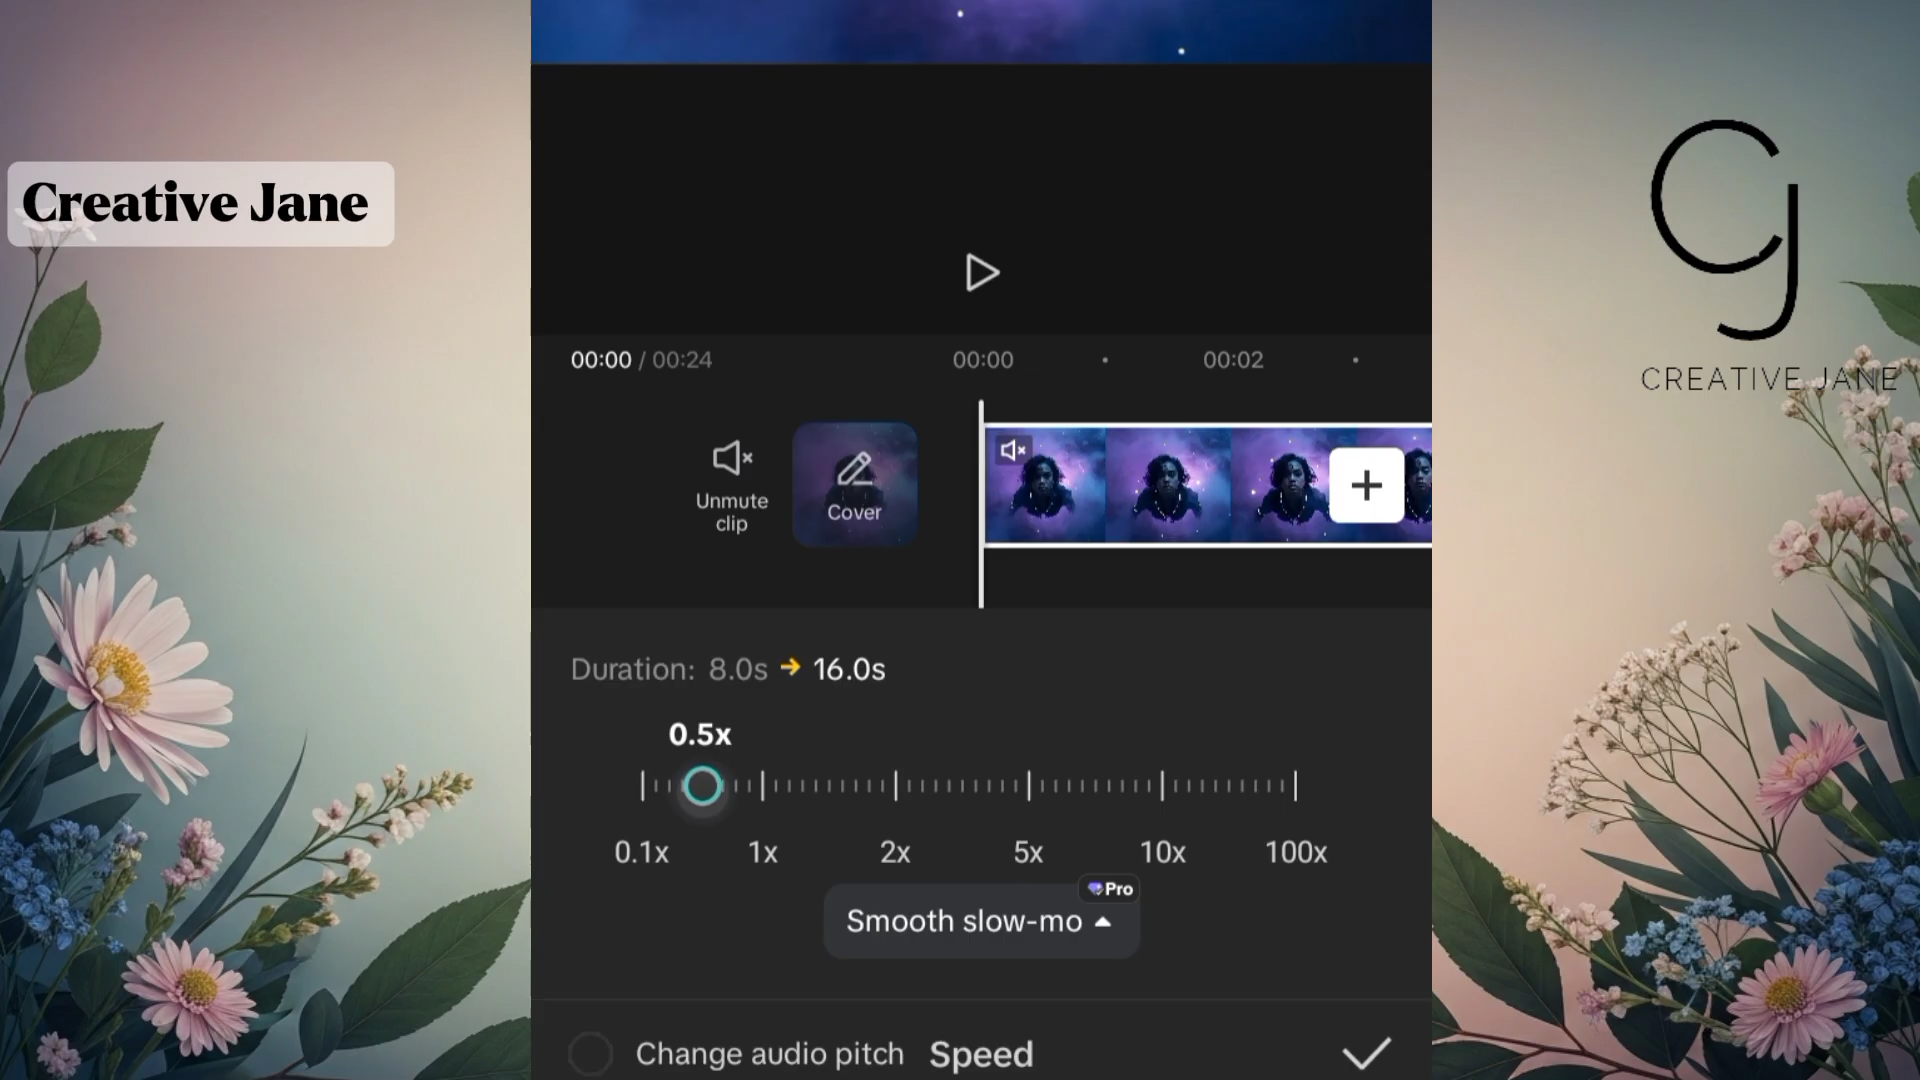 Creative Jane
CREATIVE JANE
00:00 / 00:24
00:00
00:02
Unmute
clip
Cover
Duration: 8.0s → 16.0s
0.5x
0.1x 1x 2x 5x 10x 100x
Pro
Smooth slow-mo
Change audio pitch
Speed